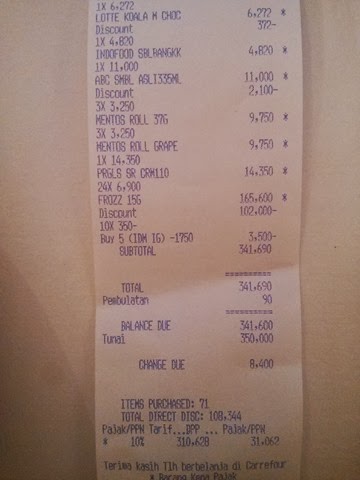 1X 6,272
LOTTE KOALA M CHOC 6,272 *
Discount 372-
1X 4,820
INDOFOOD SBLBANGKK 4,820 *
1X 11,000
ABC SMBL ASLI335ML 11,000 *
Discount 2,100-
3X 3,250
MENTOS ROLL 37G 9,750 *
3X 3,250
MENTOS ROLL GRAPE 9,750 *
1X 14,350
PRGLS SR CRM110 14,350 *
24X 6,900
FROZZ 15G 165,600 *
Discount 102,000-
10X 350-
Buy 5 (IDM IG) -1750 3,500-
SUBTOTAL 341,690
==========
TOTAL 341,690
Pembulatan 90
==========
BALANCE DUE 341,600
Tunai 350,000
CHANGE DUE 8,400
ITEMS PURCHASED: 71
TOTAL DIRECT DISC: 108,344
Pajak/PPN Tarif...DPP ... Pajak/PPN
* 10% 310,628 31,062
Terima kasih Tlh berbelanja di Carrefour
* Barang Kena Pajak